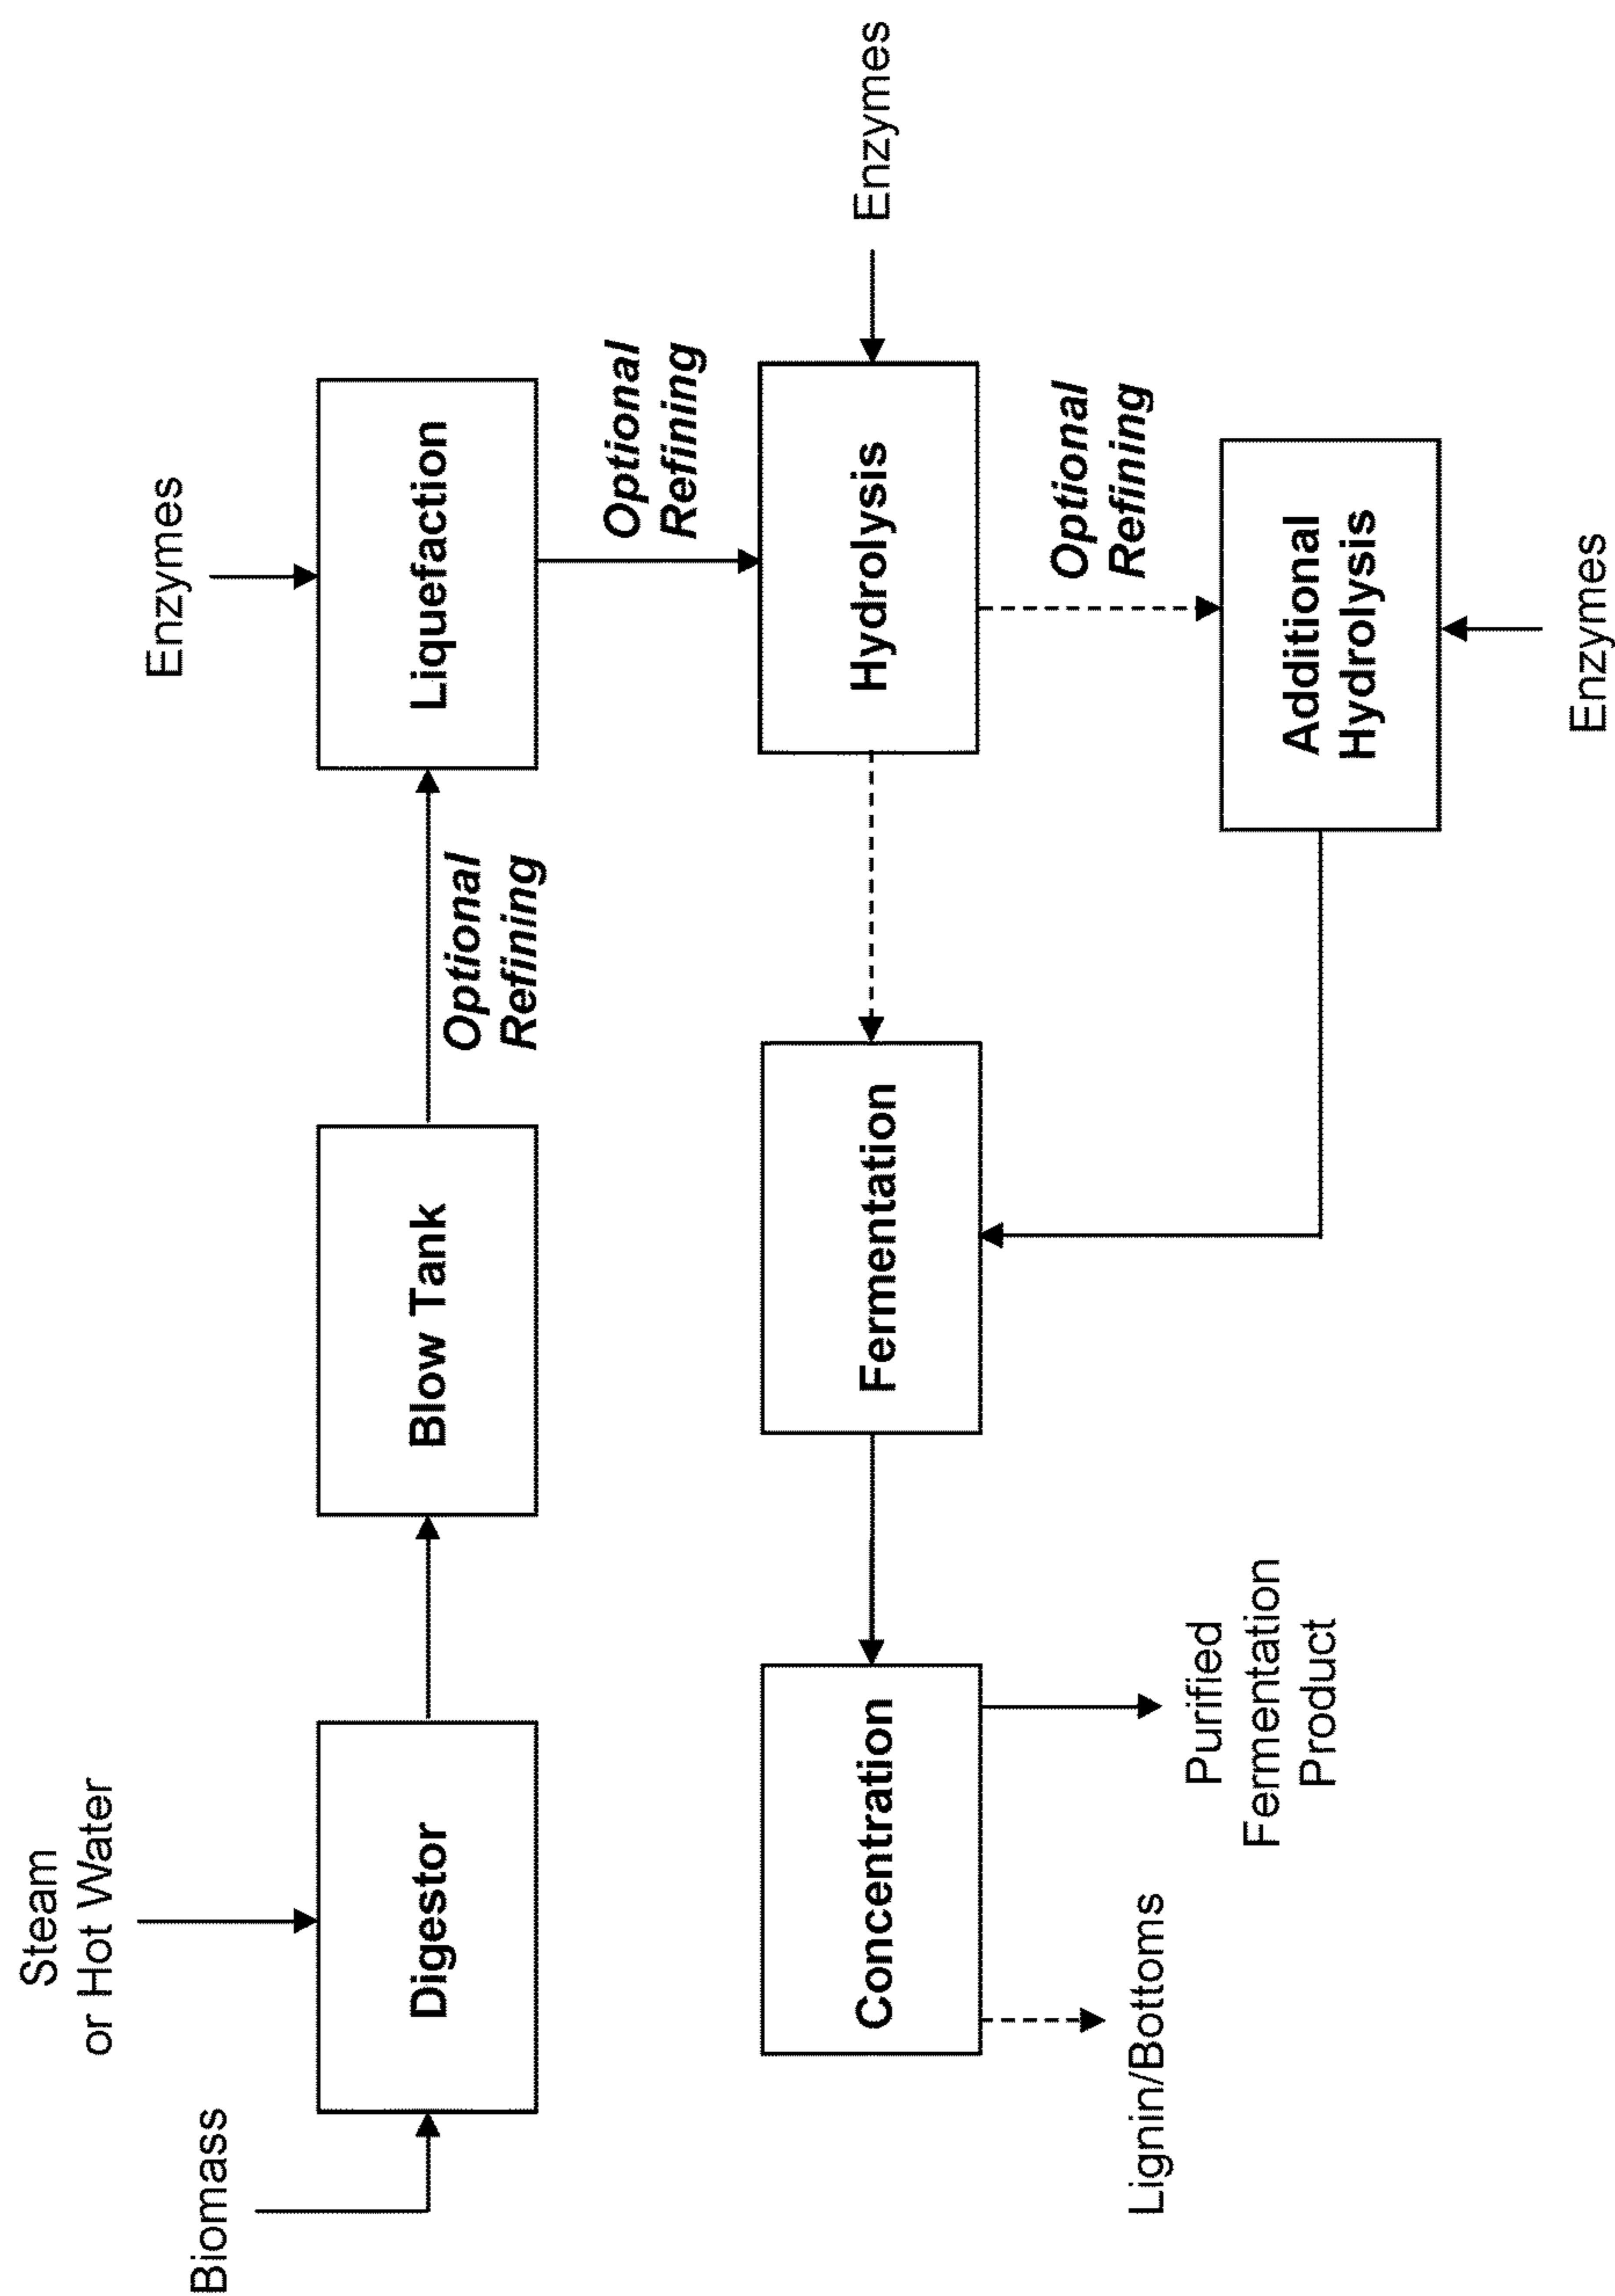 Steam
or Hot Water
Biomass
Digestor
Blow Tank
Optional
Refining
Enzymes
Liquefaction
Optional
Refining
Enzymes
Hydrolysis
Optional
Refining
Additional
Hydrolysis
Enzymes
Fermentation
Concentration
Purified
Fermentation
Product
Lignin/Bottoms